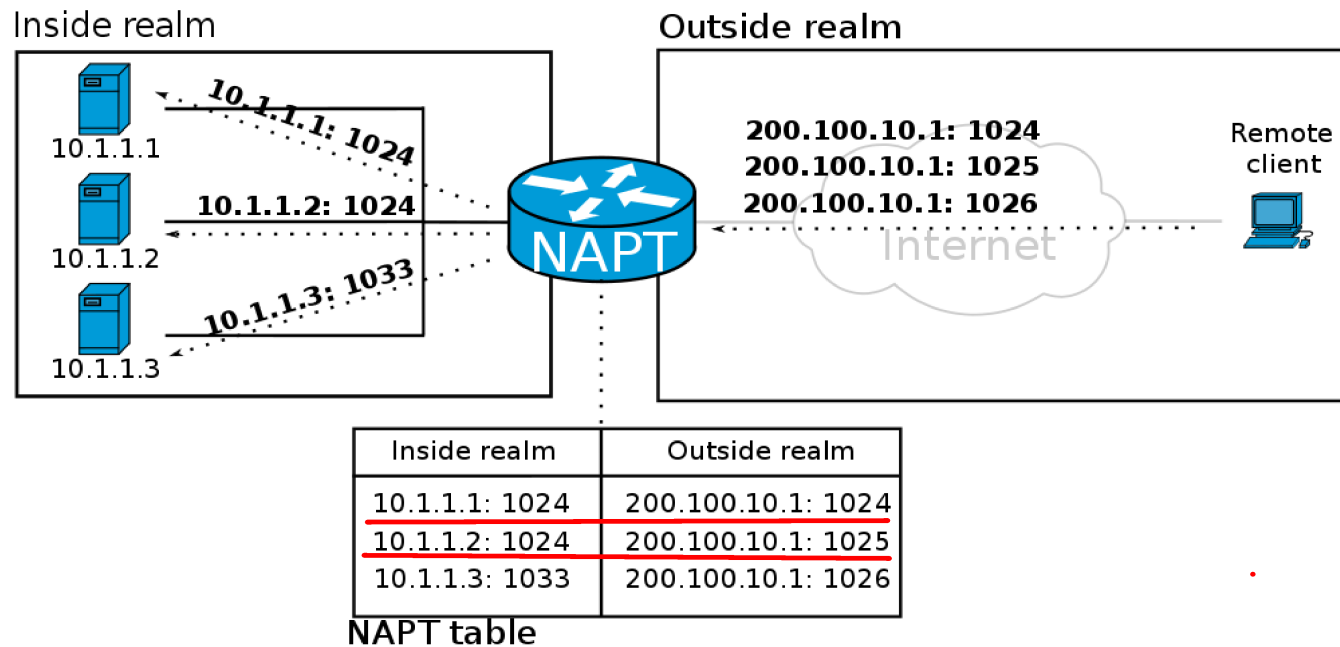 Inside realm
Outside realm
10.1.1.1
10.1.1.2
10.1.1.3
10.1.1.1: 1024
10.1.1.2: 1024
10.1.1.3: 1033
NAPT
200.100.10.1: 1024
200.100.10.1: 1025
200.100.10.1: 1026
Internet
Remote
client
Inside realm Outside realm
10.1.1.1: 1024 200.100.10.1: 1024
10.1.1.2: 1024 200.100.10.1: 1025
10.1.1.3: 1033 200.100.10.1: 1026
NAPT table